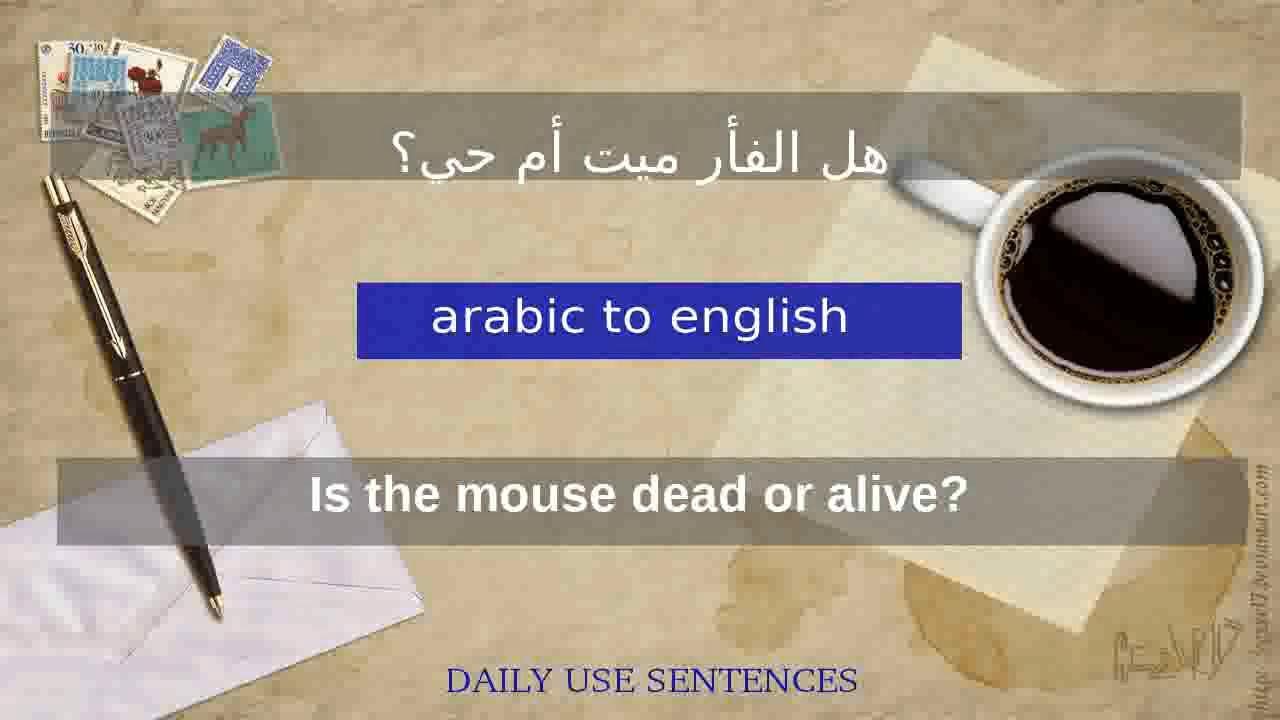 هل الفأر ميت أم حي؟
arabic to english
Is the mouse dead or alive?
DAILY USE SENTENCES